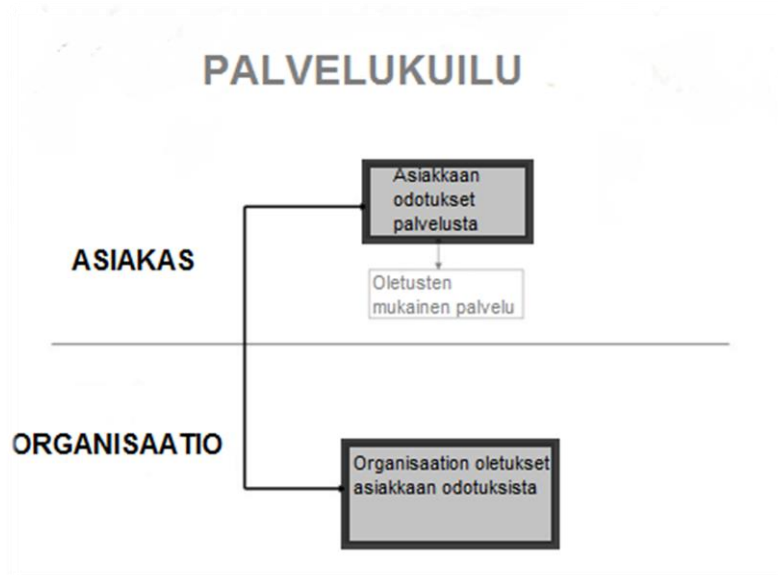 PALVELUKUILU
Asiakkaan
odotukset
palvelusta
ASIAKAS
Oletusten
mukainen palvelu
ORGANISAATIO
Organisaation oletukset
asiakkaan odotuksista